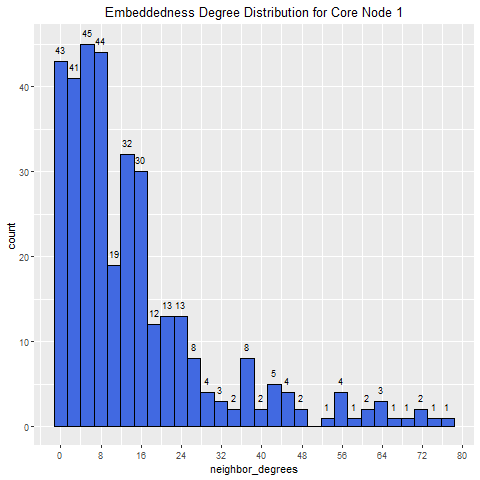 Embeddedness Degree Distribution for Core Node 1
43 41 45 44 19 32 30 12 13 13 8 4 3 2 8 2 5 4 2 1 4 1 2 3 1 1 2 1 1
count
40
30
20
10
0
0 8 16 24 32 40 48 56 64 72 80
neighbor_degrees